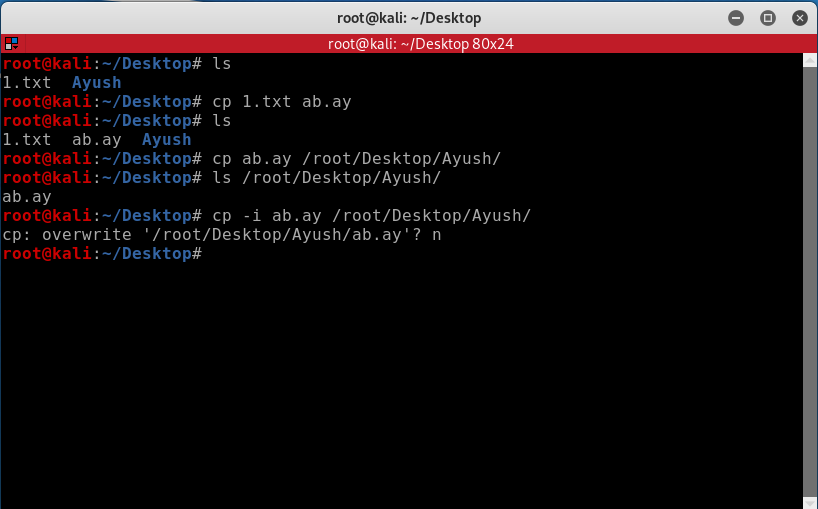 root@kali: ~/Desktop
root@kali: ~/Desktop 80x24
root@kali:~/Desktop# ls
1.txt  Ayush
root@kali:~/Desktop# cp 1.txt ab.ay
root@kali:~/Desktop# ls
1.txt  ab.ay  Ayush
root@kali:~/Desktop# cp ab.ay /root/Desktop/Ayush/
root@kali:~/Desktop# ls /root/Desktop/Ayush/
ab.ay
root@kali:~/Desktop# cp -i ab.ay /root/Desktop/Ayush/
cp: overwrite '/root/Desktop/Ayush/ab.ay'? n
root@kali:~/Desktop#